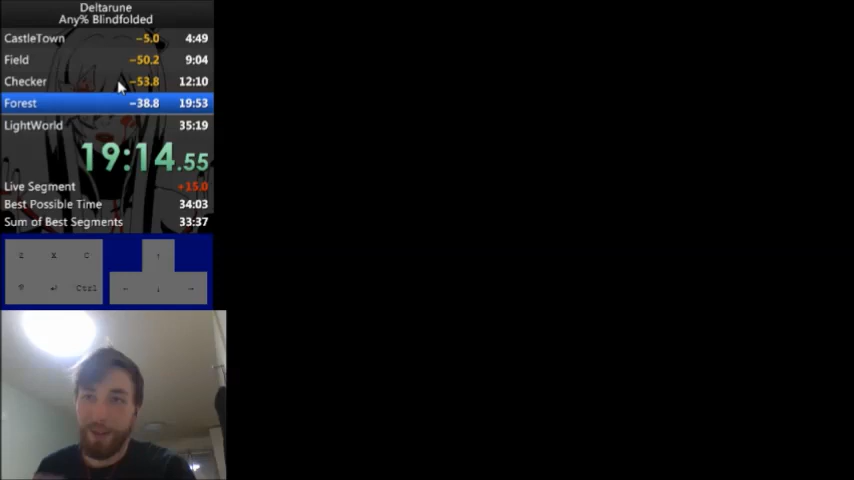 Deltarune
Any% Blindfolded
CastleTown −5.0 4:49
Field −50.2 9:04
Checker −53.8 12:10
Forest −38.8 19:53
LightWorld 35:19
19:14.55
Live Segment +15.0
Best Possible Time 34:03
Sum of Best Segments 33:37
Z X C ↑
↵ Ctrl ← ↓ →